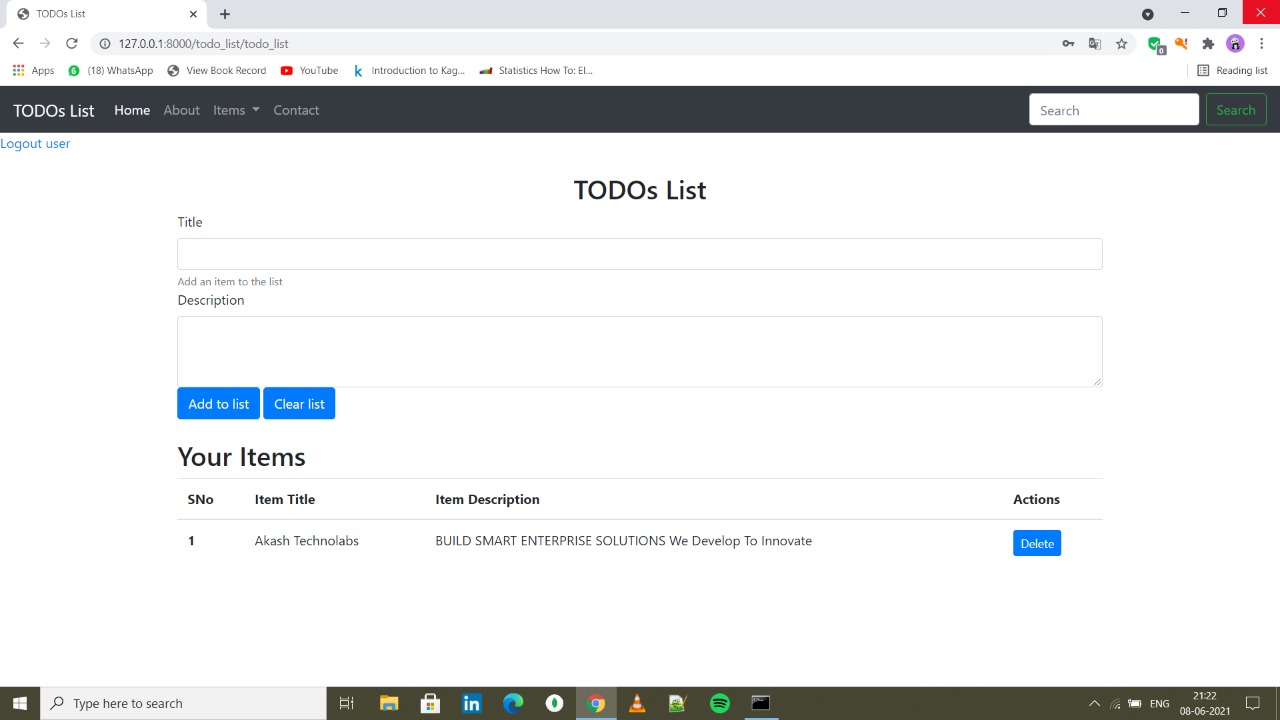 TODOs List
127.0.0.1:8000/todo_list/todo_list
0
Apps
6 (18) WhatsApp
View Book Record
YouTube
k Introduction to Kag...
Statistics How To: El...
Reading list
TODOs List Home About Items Contact Search Search
Logout user
TODOs List
Title
Add an item to the list
Description
Add to list Clear list
Your Items
SNo Item Title Item Description Actions
1 Akash Technolabs BUILD SMART ENTERPRISE SOLUTIONS We Develop To Innovate Delete
Type here to search
in
ENG
21:22
08-06-2021